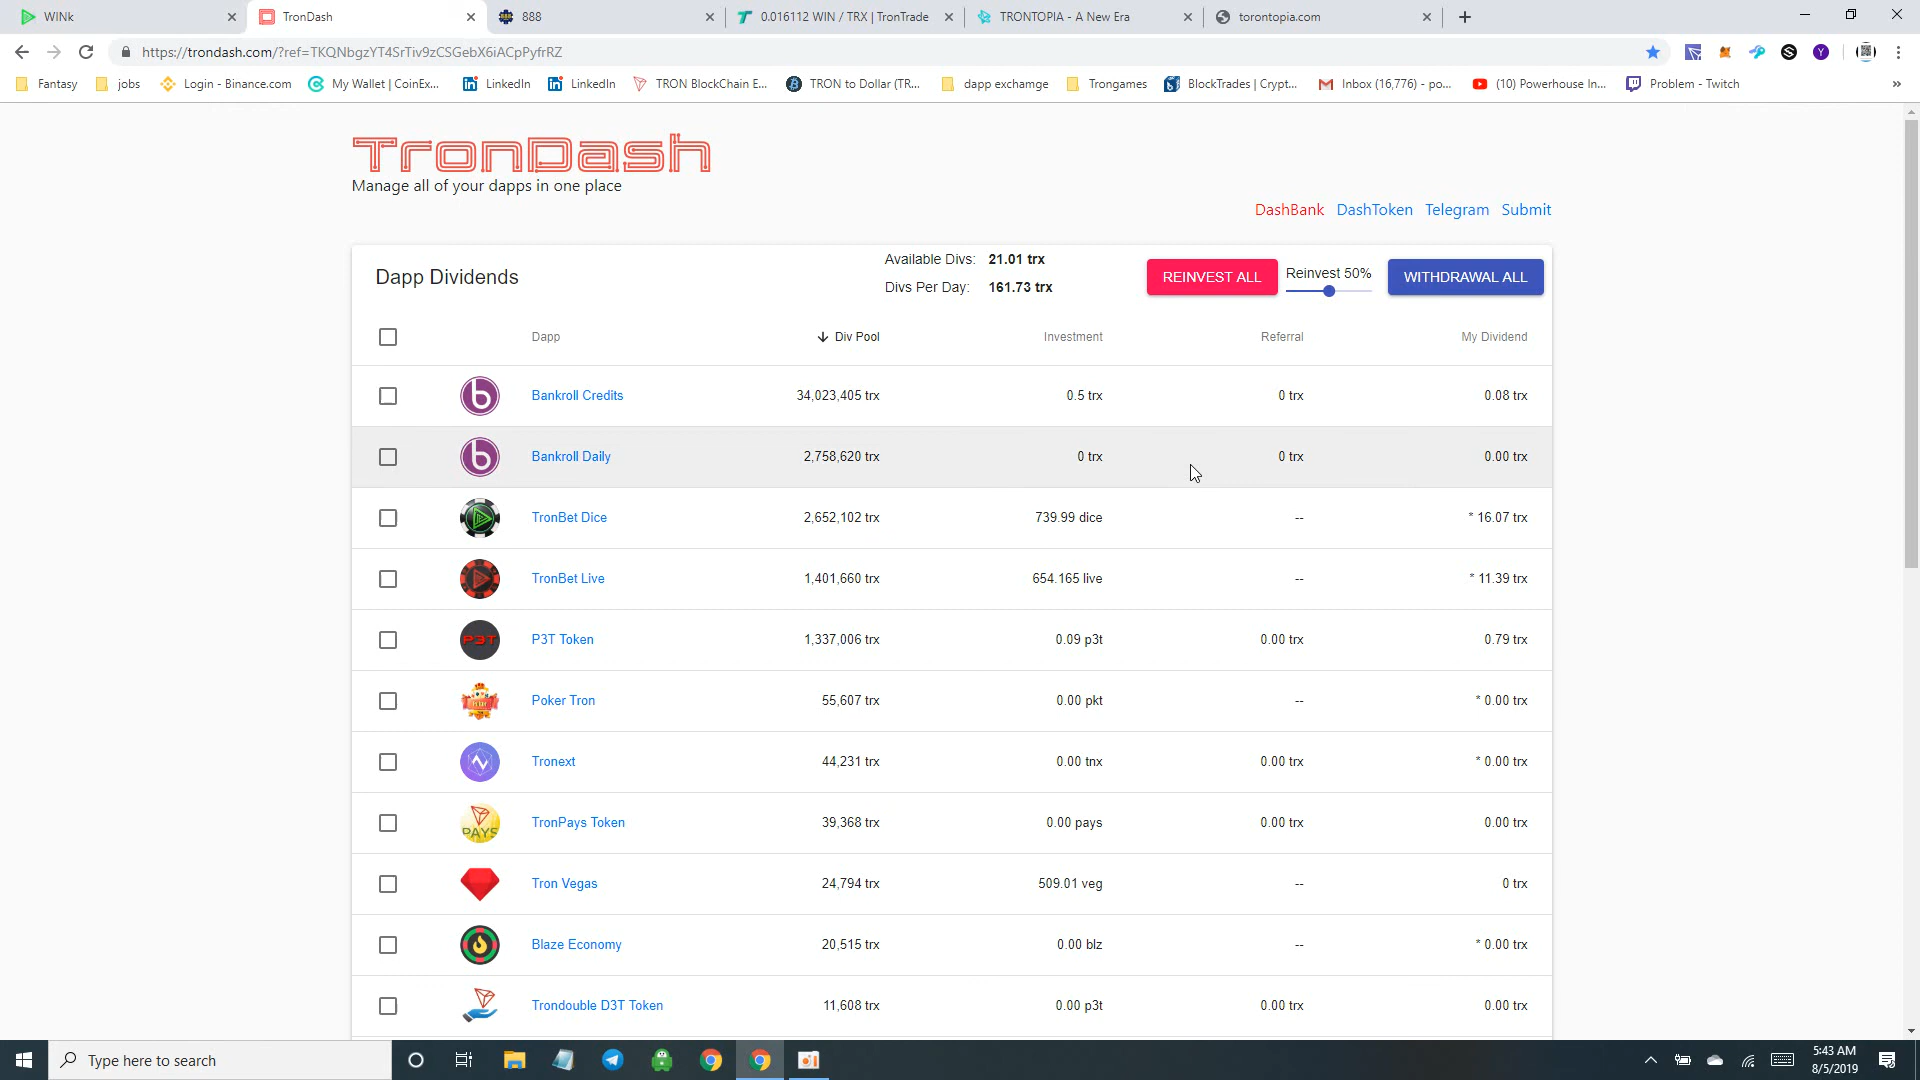 WINk
TronDash
888
0.016112 WIN / TRX | TronTrade
TRONTOPIA - A New Era
torontopia.com
https://trondash.com/?ref=TKQNbgzYT4SrTiv9zCSGebX6iACpPyfrRZ
Fantasy
jobs
Login - Binance.com
My Wallet | CoinEx...
LinkedIn
LinkedIn
TRON BlockChain E...
TRON to Dollar (TR...
dapp exchamge
Trongames
BlockTrades | Crypt...
Inbox (16,776) - po...
(10) Powerhouse In...
Problem - Twitch
»
TronDash
Manage all of your dapps in one place
DashBank DashToken Telegram Submit
Dapp Dividends
Available Divs: 21.01 trx
Divs Per Day: 161.73 trx
REINVEST ALL
Reinvest 50%
WITHDRAWAL ALL
Dapp Div Pool Investment Referral My Dividend
Bankroll Credits 34,023,405 trx 0.5 trx 0 trx 0.08 trx
Bankroll Daily 2,758,620 trx 0 trx 0 trx 0.00 trx
TronBet Dice 2,652,102 trx 739.99 dice -- * 16.07 trx
TronBet Live 1,401,660 trx 654.165 live -- * 11.39 trx
P3T
P3T Token 1,337,006 trx 0.09 p3t 0.00 trx 0.79 trx
Poker Tron 55,607 trx 0.00 pkt -- * 0.00 trx
Tronext 44,231 trx 0.00 tnx 0.00 trx * 0.00 trx
PAYS
TronPays Token 39,368 trx 0.00 pays 0.00 trx 0.00 trx
Tron Vegas 24,794 trx 509.01 veg -- 0 trx
Blaze Economy 20,515 trx 0.00 blz -- * 0.00 trx
Trondouble D3T Token 11,608 trx 0.00 p3t 0.00 trx 0.00 trx
Type here to search
5:43 AM
8/5/2019